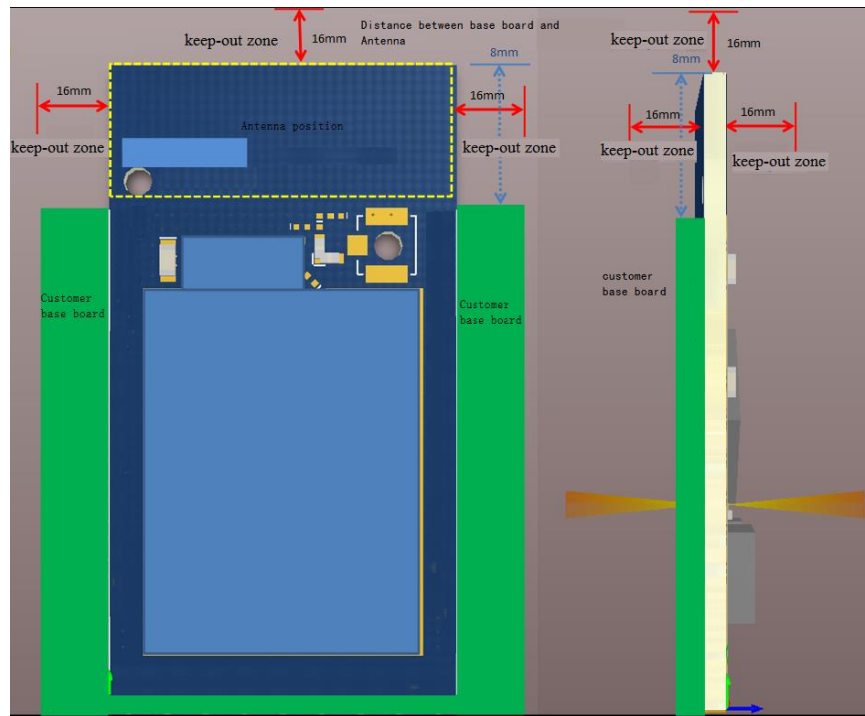 keep-out zone
16mm
Distance between base board and
Antenna
8mm
16mm
16mm
Antenna position
keep-out zone
keep-out zone
Customer
base board
Customer
base board
keep-out zone
16mm
8mm
16mm
16mm
keep-out zone
keep-out zone
customer
base board